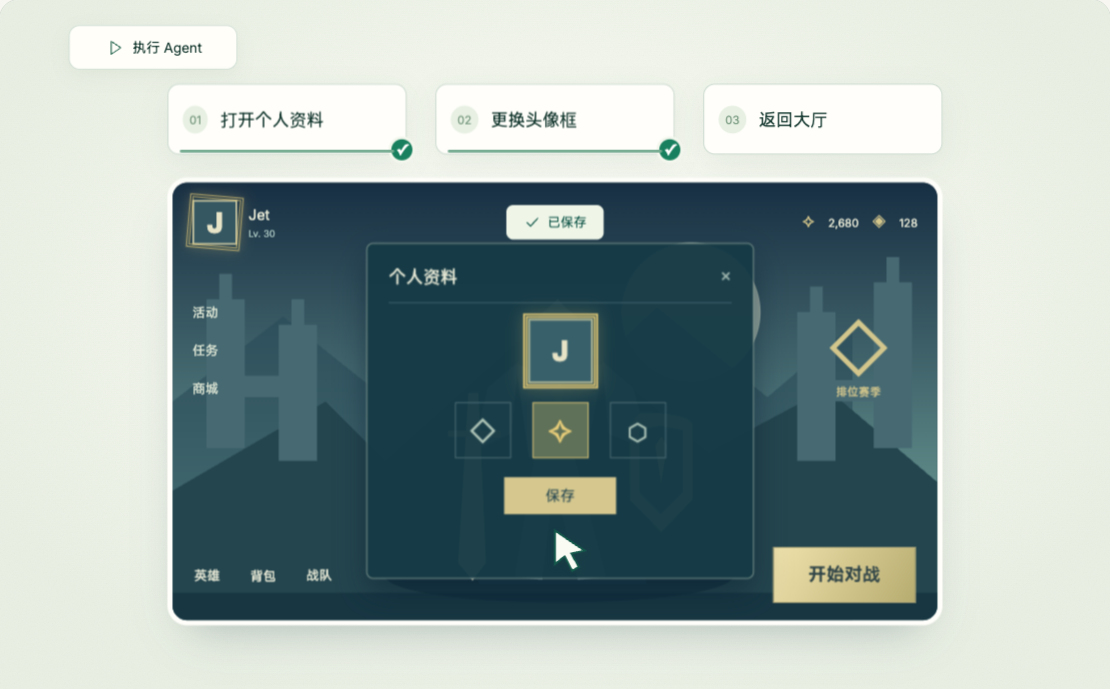 执行 Agent
01 打开个人资料
02 更换头像框
03 返回大厅
J
Jet
Lv. 30
已保存
2,680
128
个人资料
活动
任务
商城
J
排位赛季
保存
英雄
背包
战队
开始对战